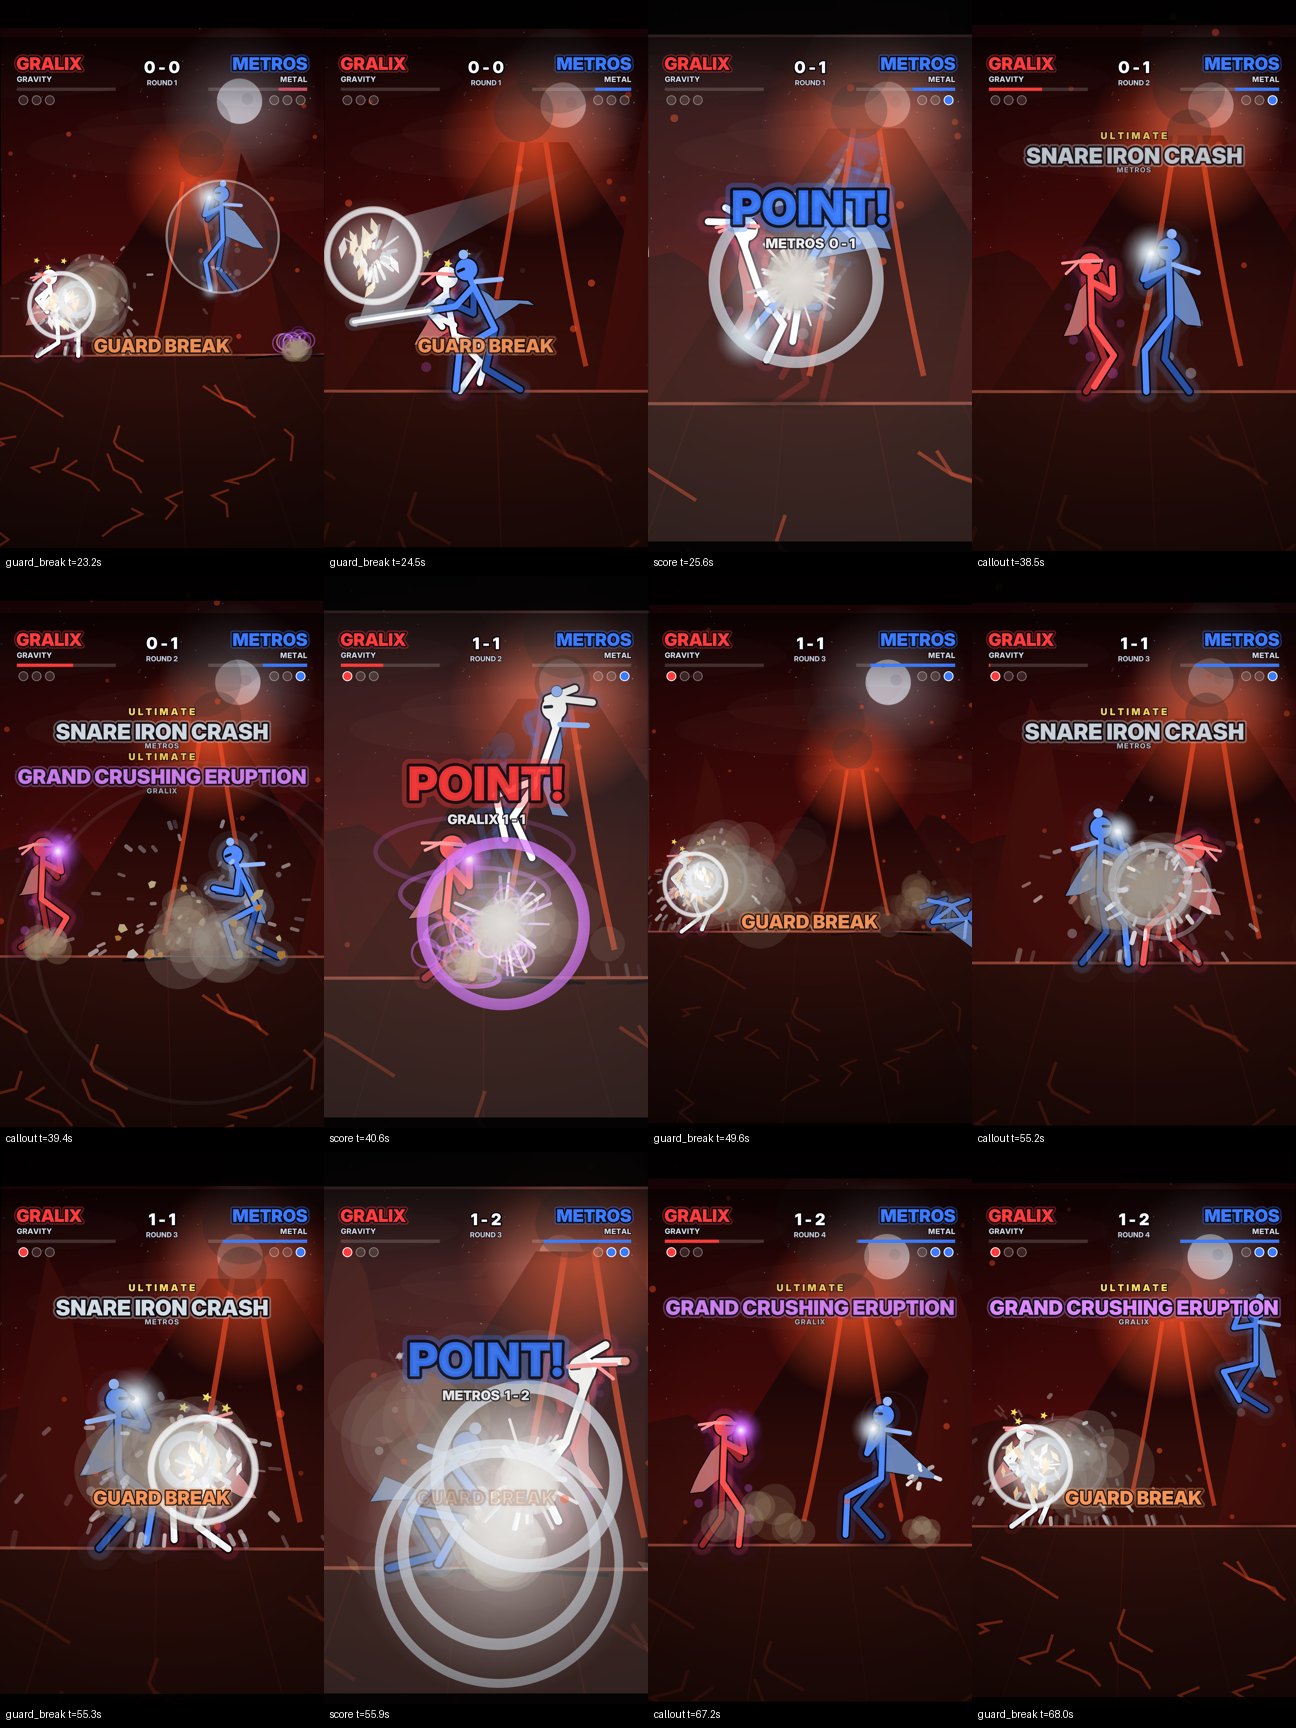 GRALIX
GRAVITY
0-0
ROUND 1
METROS
METAL
GUARD BREAK
guard_break t=23.2s
GRALIX
GRAVITY
0-0
ROUND 1
METROS
METAL
GUARD BREAK
guard_break t=24.5s
GRALIX
GRAVITY
0-1
ROUND 1
METROS
METAL
POINT!
METROS 0-1
score t=25.6s
GRALIX
GRAVITY
0-1
ROUND 2
METROS
METAL
ULTIMATE
SNARE IRON CRASH
METROS
callout t=38.5s
GRALIX
GRAVITY
0-1
ROUND 2
METROS
METAL
ULTIMATE
SNARE IRON CRASH
METROS
ULTIMATE
GRAND CRUSHING ERUPTION
GRALIX
callout t=39.4s
GRALIX
GRAVITY
1-1
ROUND 2
METROS
METAL
POINT!
GRALIX 1-1
score t=40.6s
GRALIX
GRAVITY
1-1
ROUND 3
METROS
METAL
GUARD BREAK
guard_break t=49.6s
GRALIX
GRAVITY
1-1
ROUND 3
METROS
METAL
ULTIMATE
SNARE IRON CRASH
METROS
callout t=55.2s
GRALIX
GRAVITY
1-1
ROUND 3
METROS
METAL
ULTIMATE
SNARE IRON CRASH
METROS
GUARD BREAK
guard_break t=55.3s
GRALIX
GRAVITY
1-2
ROUND 3
METROS
METAL
POINT!
METROS 1-2
GUARD BREAK
score t=55.9s
GRALIX
GRAVITY
1-2
ROUND 4
METROS
METAL
ULTIMATE
GRAND CRUSHING ERUPTION
GRALIX
callout t=67.2s
GRALIX
GRAVITY
1-2
ROUND 4
METROS
METAL
ULTIMATE
GRAND CRUSHING ERUPTION
GRALIX
GUARD BREAK
guard_break t=68.0s